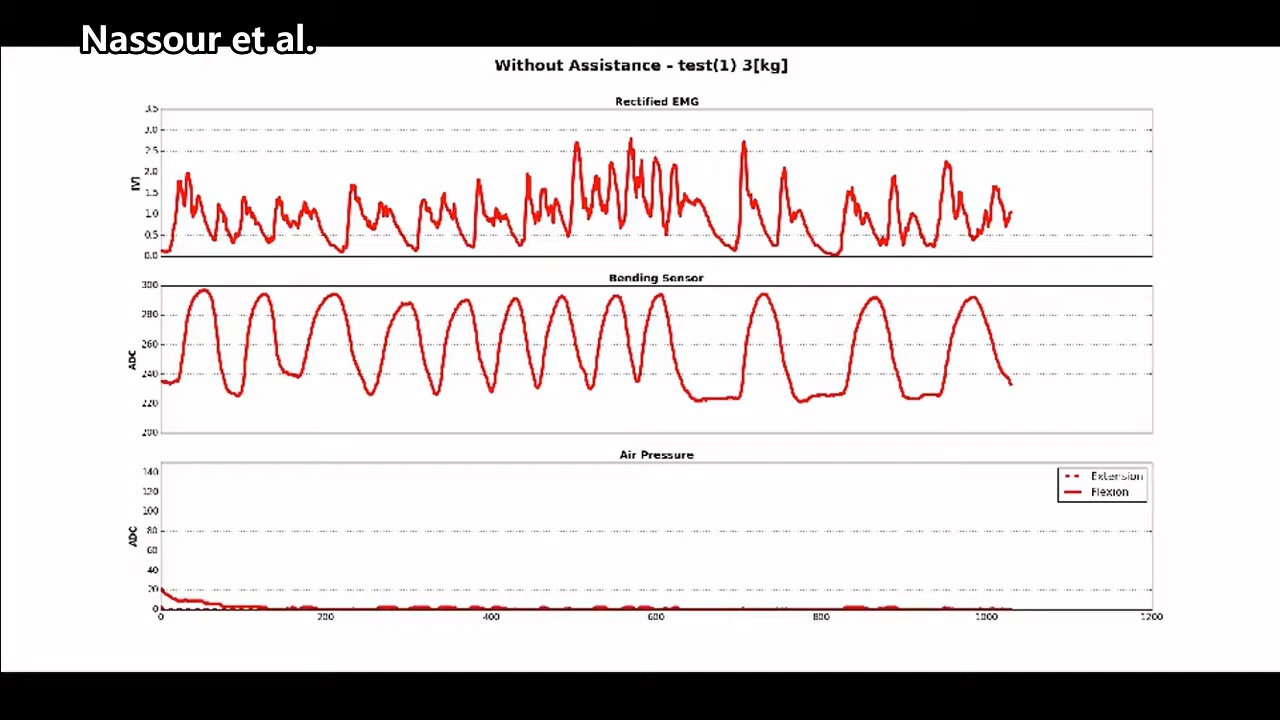 Nassour et al.
Without Assistance - test(1) 3[kg]
Rectified EMG
3.5
3.0
2.5
2.0
1.5
1.0
0.5
0.0
[V]
Bending Sensor
300
280
260
240
220
200
ADC
Air Pressure
140
120
100
80
60
40
20
0
ADC
Extension
Flexion
0 200 400 600 800 1000 1200